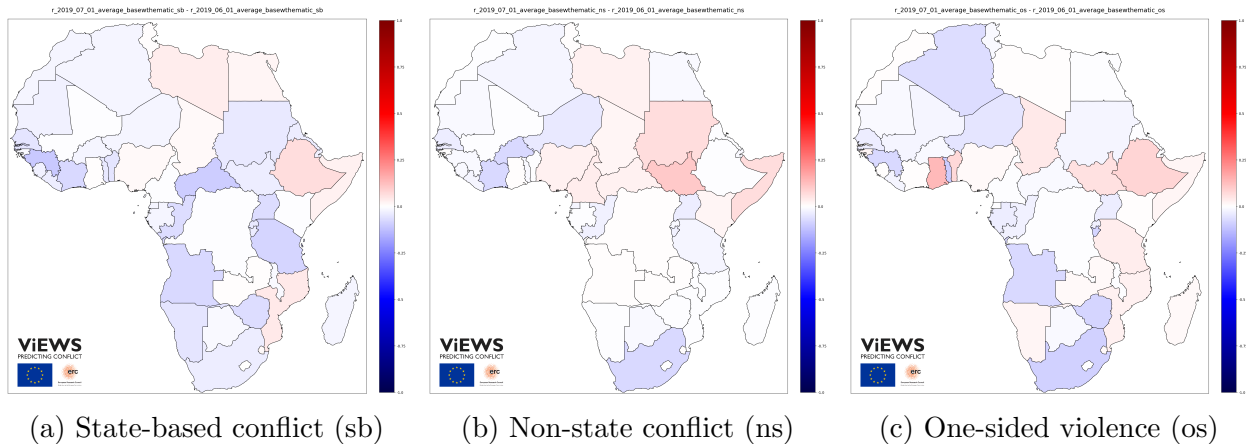 r_2019_07_01_average_basewthematic_sb - r_2019_06_01_average_basewthematic_sb
r_2019_07_01_average_basewthematic_ns - r_2019_06_01_average_basewthematic_ns
r_2019_07_01_average_basewthematic_os - r_2019_06_01_average_basewthematic_os
ViEWS
PREDICTING CONFLICT
erc
ViEWS
PREDICTING CONFLICT
erc
ViEWS
PREDICTING CONFLICT
erc
(a) State-based conflict (sb)
(b) Non-state conflict (ns)
(c) One-sided violence (os)